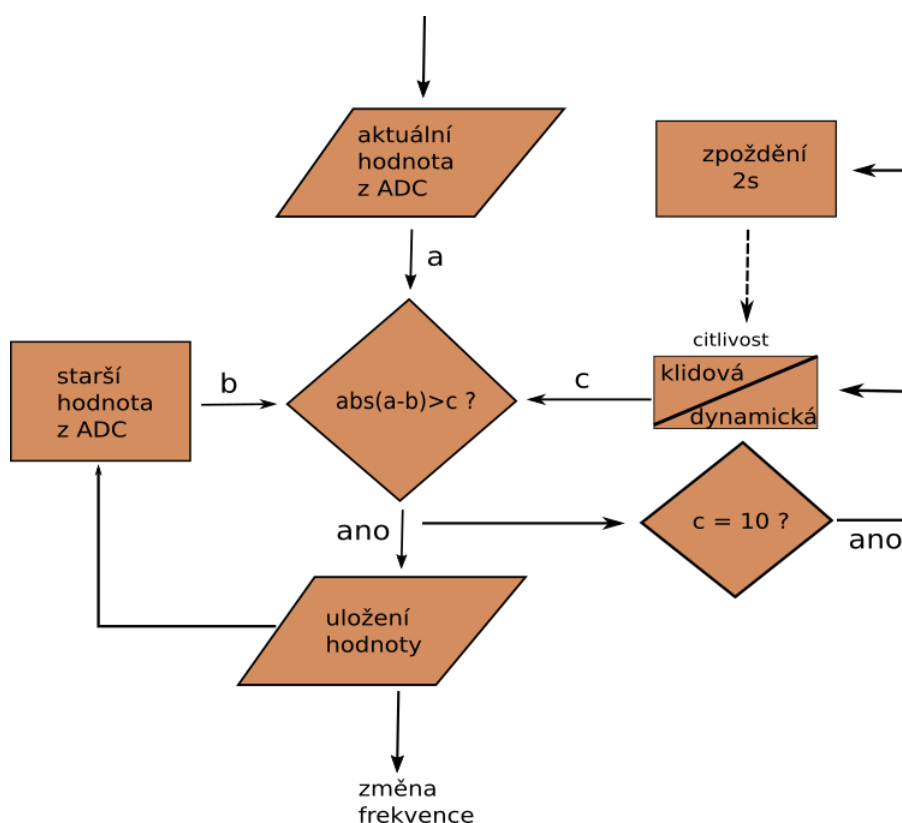 aktuální
hodnota
z ADC
zpoždění
2s
a
citlivost
klidová
dynamická
starší
hodnota
z ADC
b
abs(a-b)>c ?
c
ano
c = 10 ?
ano
uložení
hodnoty
změna
frekvence